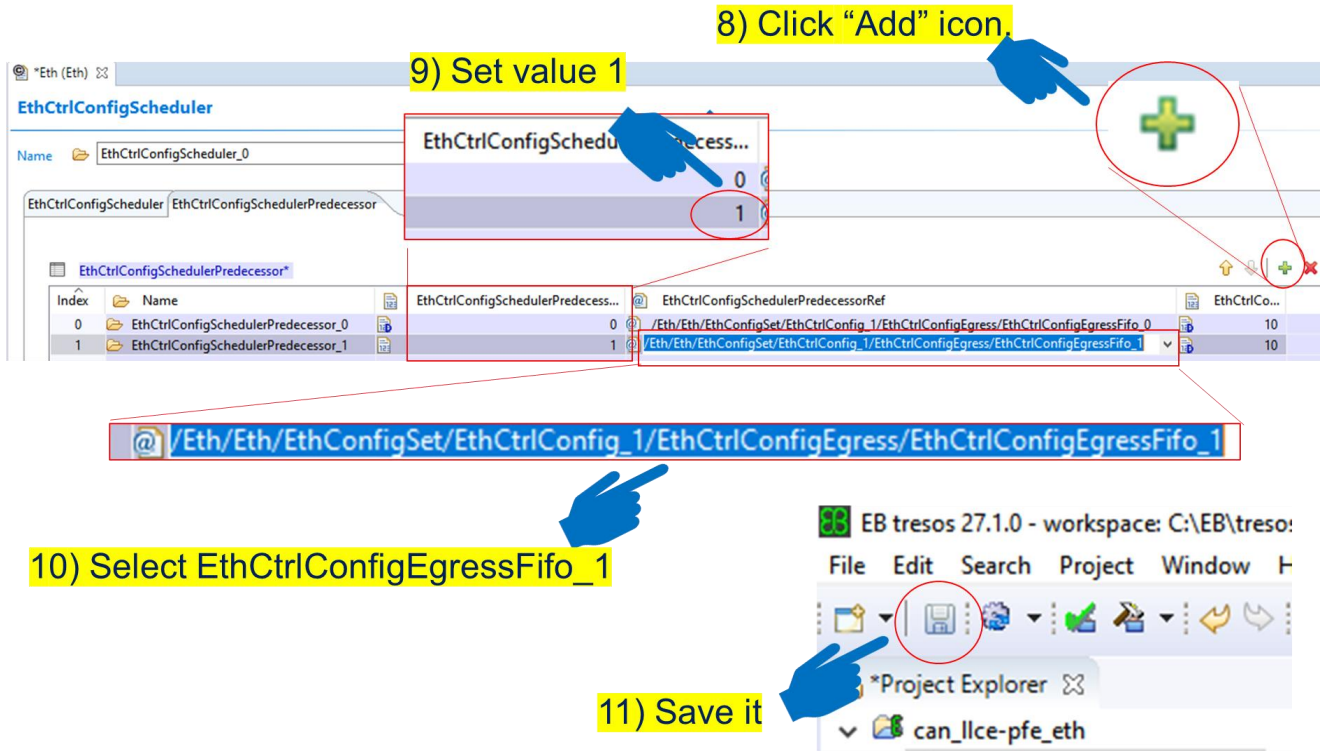 8) Click “Add” icon.
9) Set value 1
*Eth (Eth)
EthCtrlConfigScheduler
Name EthCtrlConfigScheduler_0
EthCtrlConfigScheduler EthCtrlConfigSchedulerPredecessor
EthCtrlConfigSchedu ecess...
0
1
EthCtrlConfigSchedulerPredecessor*
Index Name EthCtrlConfigSchedulerPredecess... EthCtrlConfigSchedulerPredecessorRef EthCtrlCo...
0 EthCtrlConfigSchedulerPredecessor_0 0 /Eth/Eth/EthConfigSet/EthCtrlConfig_1/EthCtrlConfigEgress/EthCtrlConfigEgressFifo_0 10
1 EthCtrlConfigSchedulerPredecessor_1 1 /Eth/Eth/EthConfigSet/EthCtrlConfig_1/EthCtrlConfigEgress/EthCtrlConfigEgressFifo_1 10
@ /Eth/Eth/EthConfigSet/EthCtrlConfig_1/EthCtrlConfigEgress/EthCtrlConfigEgressFifo_1
10) Select EthCtrlConfigEgressFifo_1
EB tresos 27.1.0 - workspace: C:\EB\tresos
File Edit Search Project Window H
*Project Explorer
11) Save it
can_llce-pfe_eth